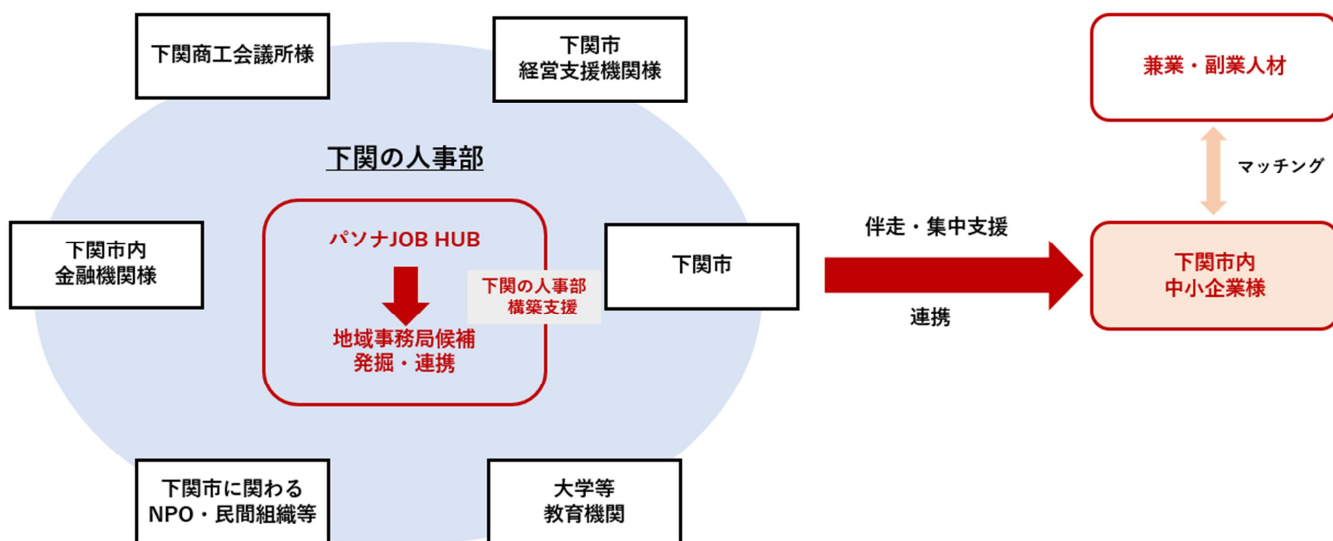 下関商工会議所様
下関市
経営支援機関様
兼業・副業人材
下関の人事部
マッチング
下関市内
金融機関様
パソナJOB HUB
下関の人事部
構築支援
地域事務局候補
発掘・連携
下関市
伴走・集中支援
連携
下関市内
中小企業様
下関市に関わる
NPO・民間組織等
大学等
教育機関